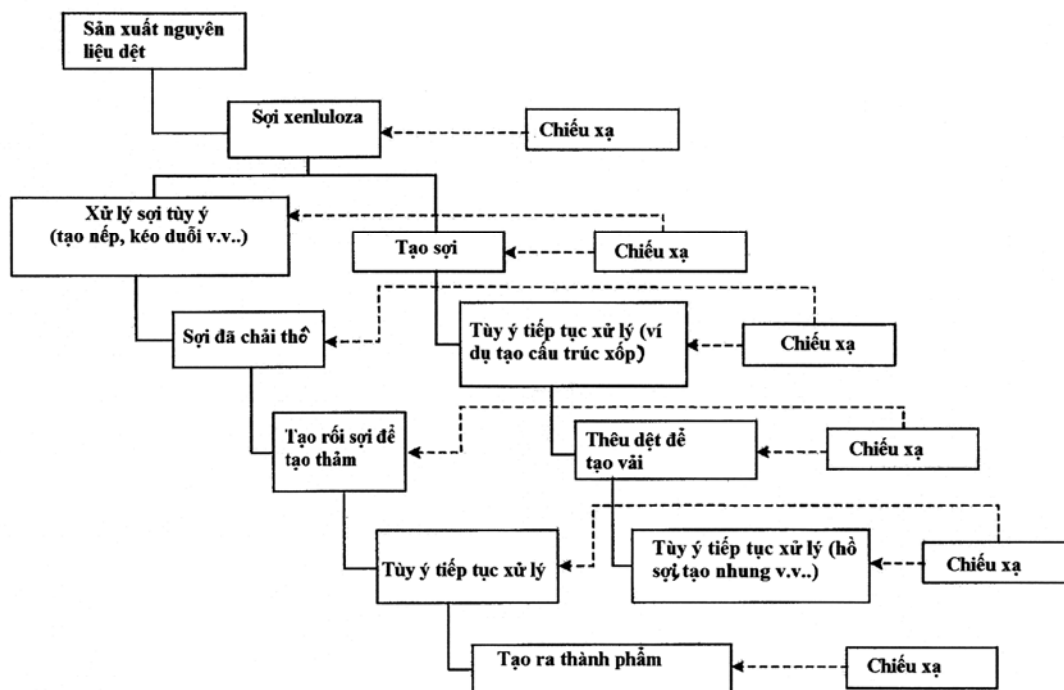 Sản xuất nguyên
liệu dệt
Sợi xenluloza
Chiếu xạ
Xử lý sợi tùy ý
(tạo nếp, kéo duỗi v.v..)
Tạo sợi
Chiếu xạ
Sợi đã chải thô
Tùy ý tiếp tục xử lý (ví
dụ tạo cấu trúc xốp)
Chiếu xạ
Tạo rối sợi để
tạo thảm
Thêu dệt để
tạo vải
Chiếu xạ
Tùy ý tiếp tục xử lý
Tùy ý tiếp tục xử lý (hồ
sợi,tạo nhung v.v..)
Chiếu xạ
Tạo ra thành phẩm
Chiếu xạ